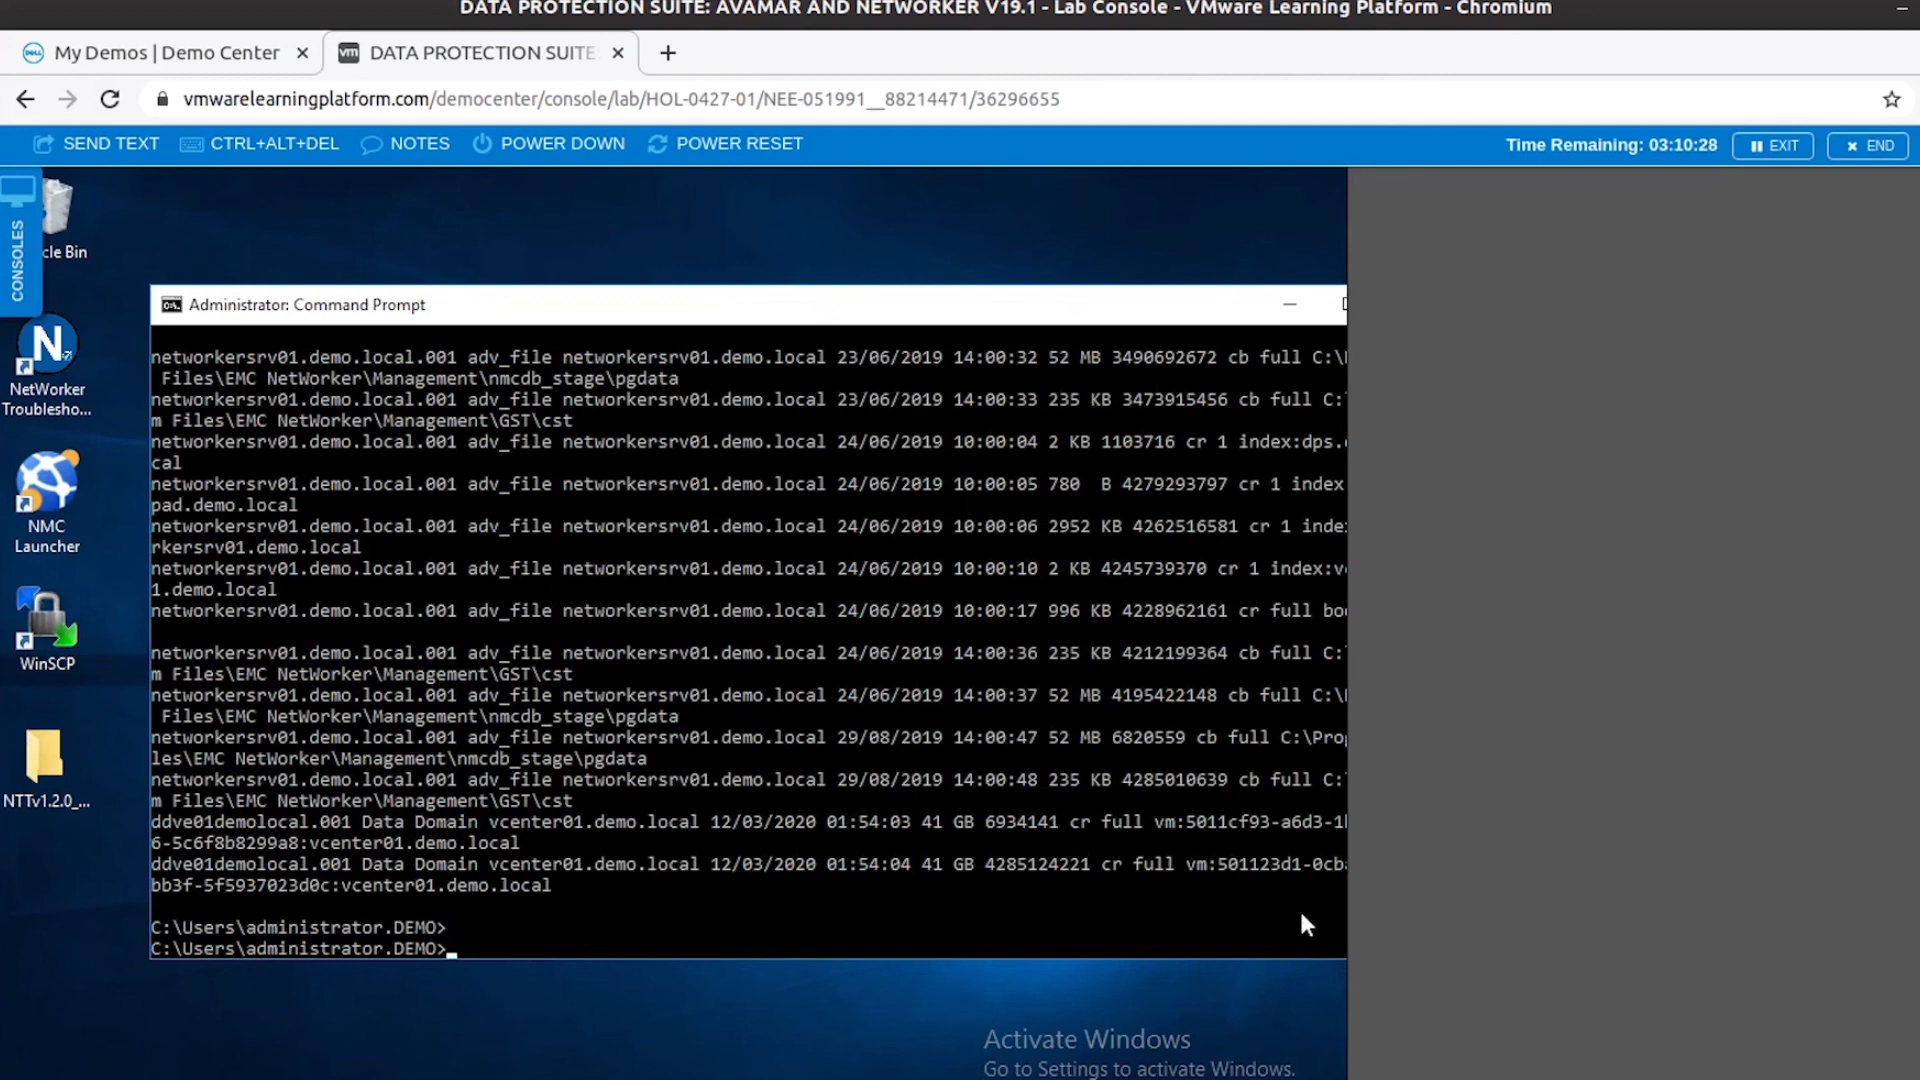 DATA PROTECTION SUITE: AVAMAR AND NETWORKER V19.1 - Lab Console - VMware Learning Platform - Chromium
My Demos | Demo Center
DATA PROTECTION SUITE
vmwarelearningplatform.com/democenter/console/lab/HOL-0427-01/NEE-051991__88214471/36296655
SEND TEXT CTRL+ALT+DEL NOTES POWER DOWN POWER RESET Time Remaining: 03:10:28 EXIT END
CONSOLES
cle Bin
NetWorker
Troublesho...
NMC
Launcher
WinSCP
NTTv1.2.0_...
Administrator: Command Prompt
networkersrv01.demo.local.001 adv_file networkersrv01.demo.local 23/06/2019 14:00:32 52 MB 3490692672 cb full C:\
Files\EMC NetWorker\Management\nmcdb_stage\pgdata
networkersrv01.demo.local.001 adv_file networkersrv01.demo.local 23/06/2019 14:00:33 235 KB 3473915456 cb full C:
m Files\EMC NetWorker\Management\GST\cst
networkersrv01.demo.local.001 adv_file networkersrv01.demo.local 24/06/2019 10:00:04 2 KB 1103716 cr 1 index:dps.
cal
networkersrv01.demo.local.001 adv_file networkersrv01.demo.local 24/06/2019 10:00:05 780 B 4279293797 cr 1 index
pad.demo.local
networkersrv01.demo.local.001 adv_file networkersrv01.demo.local 24/06/2019 10:00:06 2952 KB 4262516581 cr 1 inde
rkersrv01.demo.local
networkersrv01.demo.local.001 adv_file networkersrv01.demo.local 24/06/2019 10:00:10 2 KB 4245739370 cr 1 index:v
1.demo.local
networkersrv01.demo.local.001 adv_file networkersrv01.demo.local 24/06/2019 10:00:17 996 KB 4228962161 cr full bo
networkersrv01.demo.local.001 adv_file networkersrv01.demo.local 24/06/2019 14:00:36 235 KB 4212199364 cb full C:
m Files\EMC NetWorker\Management\GST\cst
networkersrv01.demo.local.001 adv_file networkersrv01.demo.local 24/06/2019 14:00:37 52 MB 4195422148 cb full C:\
Files\EMC NetWorker\Management\nmcdb_stage\pgdata
networkersrv01.demo.local.001 adv_file networkersrv01.demo.local 29/08/2019 14:00:47 52 MB 6820559 cb full C:\Pro
les\EMC NetWorker\Management\nmcdb_stage\pgdata
networkersrv01.demo.local.001 adv_file networkersrv01.demo.local 29/08/2019 14:00:48 235 KB 4285010639 cb full C:
m Files\EMC NetWorker\Management\GST\cst
ddve01demolocal.001 Data Domain vcenter01.demo.local 12/03/2020 01:54:03 41 GB 6934141 cr full vm:5011cf93-a6d3-1
6-5c6f8b8299a8:vcenter01.demo.local
ddve01demolocal.001 Data Domain vcenter01.demo.local 12/03/2020 01:54:04 41 GB 4285124221 cr full vm:501123d1-0cb
bb3f-5f5937023d0c:vcenter01.demo.local
C:\Users\administrator.DEMO>
C:\Users\administrator.DEMO>
Activate Windows
Go to Settings to activate Windows.